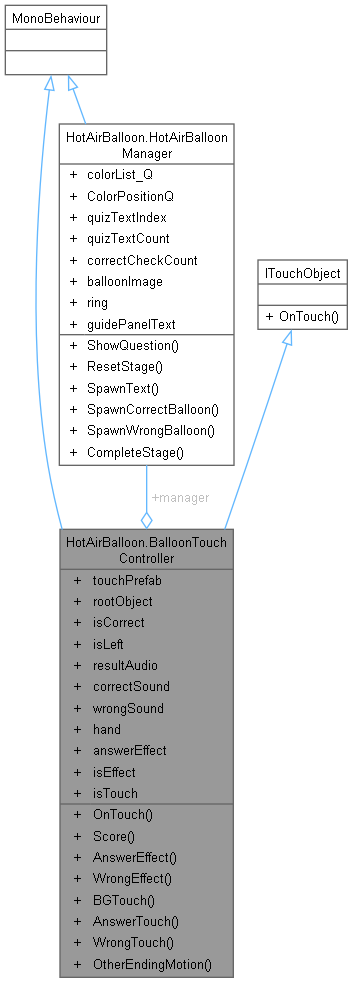 MonoBehaviour
HotAirBalloon.HotAirBalloon
Manager
+ colorList_Q
+ ColorPositionQ
+ quizTextIndex
+ quizTextCount
+ correctCheckCount
+ balloonImage
+ ring
+ guidePanelText
+ ShowQuestion()
+ ResetStage()
+ SpawnText()
+ SpawnCorrectBalloon()
+ SpawnWrongBalloon()
+ CompleteStage()
ITouchObject
+ OnTouch()
+manager
HotAirBalloon.BalloonTouch
Controller
+ touchPrefab
+ rootObject
+ isCorrect
+ isLeft
+ resultAudio
+ correctSound
+ wrongSound
+ hand
+ answerEffect
+ isEffect
+ isTouch
+ OnTouch()
+ Score()
+ AnswerEffect()
+ WrongEffect()
+ BGTouch()
+ AnswerTouch()
+ WrongTouch()
+ OtherEndingMotion()